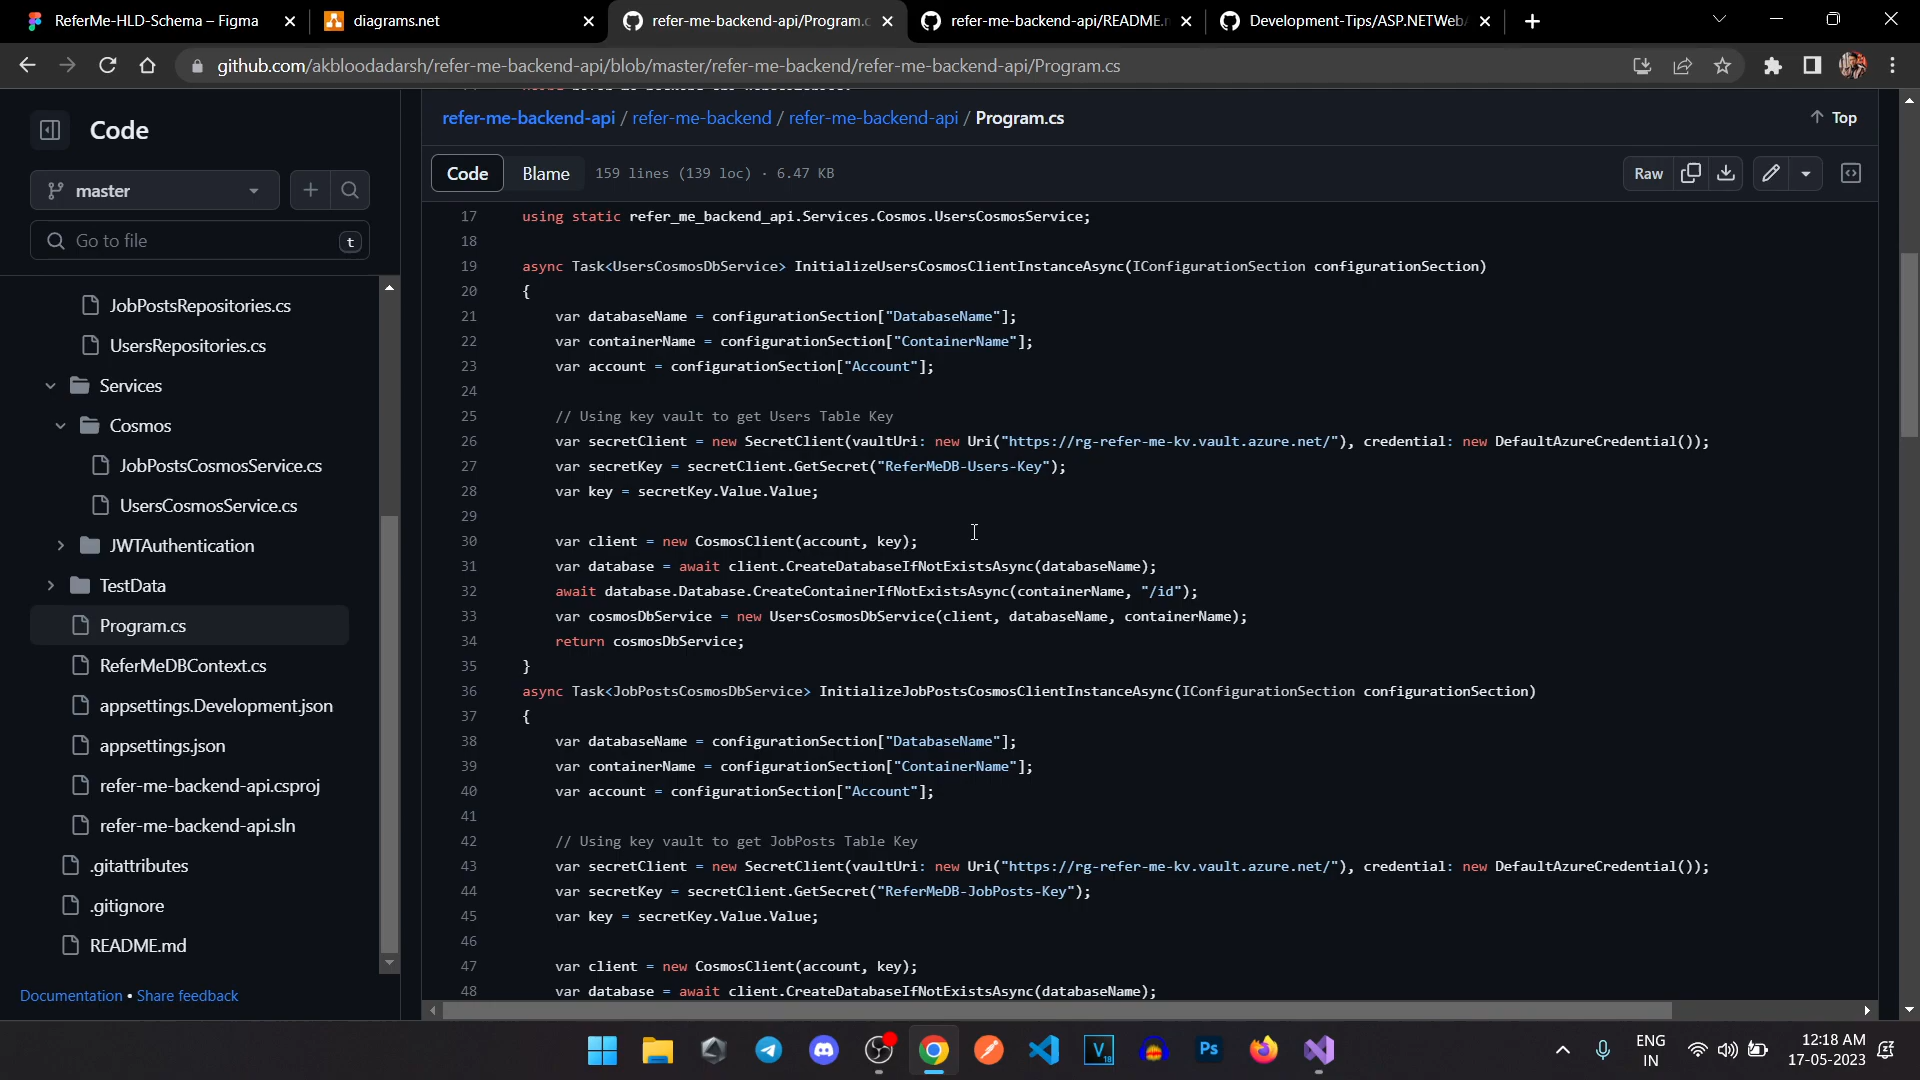 ReferMe-HLD-Schema – Figma
diagrams.net
refer-me-backend-api/Program.c
refer-me-backend-api/README.m
Development-Tips/ASP.NETWeb
github.com/akbloodadarsh/refer-me-backend-api/blob/master/refer-me-backend/refer-me-backend-api/Program.cs
Code
master
Go to file
t
JobPostsRepositories.cs
UsersRepositories.cs
Services
Cosmos
JobPostsCosmosService.cs
UsersCosmosService.cs
JWTAuthentication
TestData
Program.cs
ReferMeDBContext.cs
appsettings.Development.json
appsettings.json
refer-me-backend-api.csproj
refer-me-backend-api.sln
.gitattributes
.gitignore
README.md
Documentation • Share feedback
refer-me-backend-api / refer-me-backend / refer-me-backend-api / Program.cs
Top
Code Blame 159 lines (139 loc) · 6.47 KB
Raw
17 using static refer_me_backend_api.Services.Cosmos.UsersCosmosService;
18
19 async Task<UsersCosmosDbService> InitializeUsersCosmosClientInstanceAsync(IConfigurationSection configurationSection)
20 {
21 var databaseName = configurationSection["DatabaseName"];
22 var containerName = configurationSection["ContainerName"];
23 var account = configurationSection["Account"];
24
25 // Using key vault to get Users Table Key
26 var secretClient = new SecretClient(vaultUri: new Uri("https://rg-refer-me-kv.vault.azure.net/"), credential: new DefaultAzureCredential());
27 var secretKey = secretClient.GetSecret("ReferMeDB-Users-Key");
28 var key = secretKey.Value.Value;
29
30 var client = new CosmosClient(account, key);
31 var database = await client.CreateDatabaseIfNotExistsAsync(databaseName);
32 await database.Database.CreateContainerIfNotExistsAsync(containerName, "/id");
33 var cosmosDbService = new UsersCosmosDbService(client, databaseName, containerName);
34 return cosmosDbService;
35 }
36 async Task<JobPostsCosmosDbService> InitializeJobPostsCosmosClientInstanceAsync(IConfigurationSection configurationSection)
37 {
38 var databaseName = configurationSection["DatabaseName"];
39 var containerName = configurationSection["ContainerName"];
40 var account = configurationSection["Account"];
41
42 // Using key vault to get JobPosts Table Key
43 var secretClient = new SecretClient(vaultUri: new Uri("https://rg-refer-me-kv.vault.azure.net/"), credential: new DefaultAzureCredential());
44 var secretKey = secretClient.GetSecret("ReferMeDB-JobPosts-Key");
45 var key = secretKey.Value.Value;
46
47 var client = new CosmosClient(account, key);
48 var database = await client.CreateDatabaseIfNotExistsAsync(databaseName);
V
18
Ps
ENG
IN
12:18 AM
17-05-2023